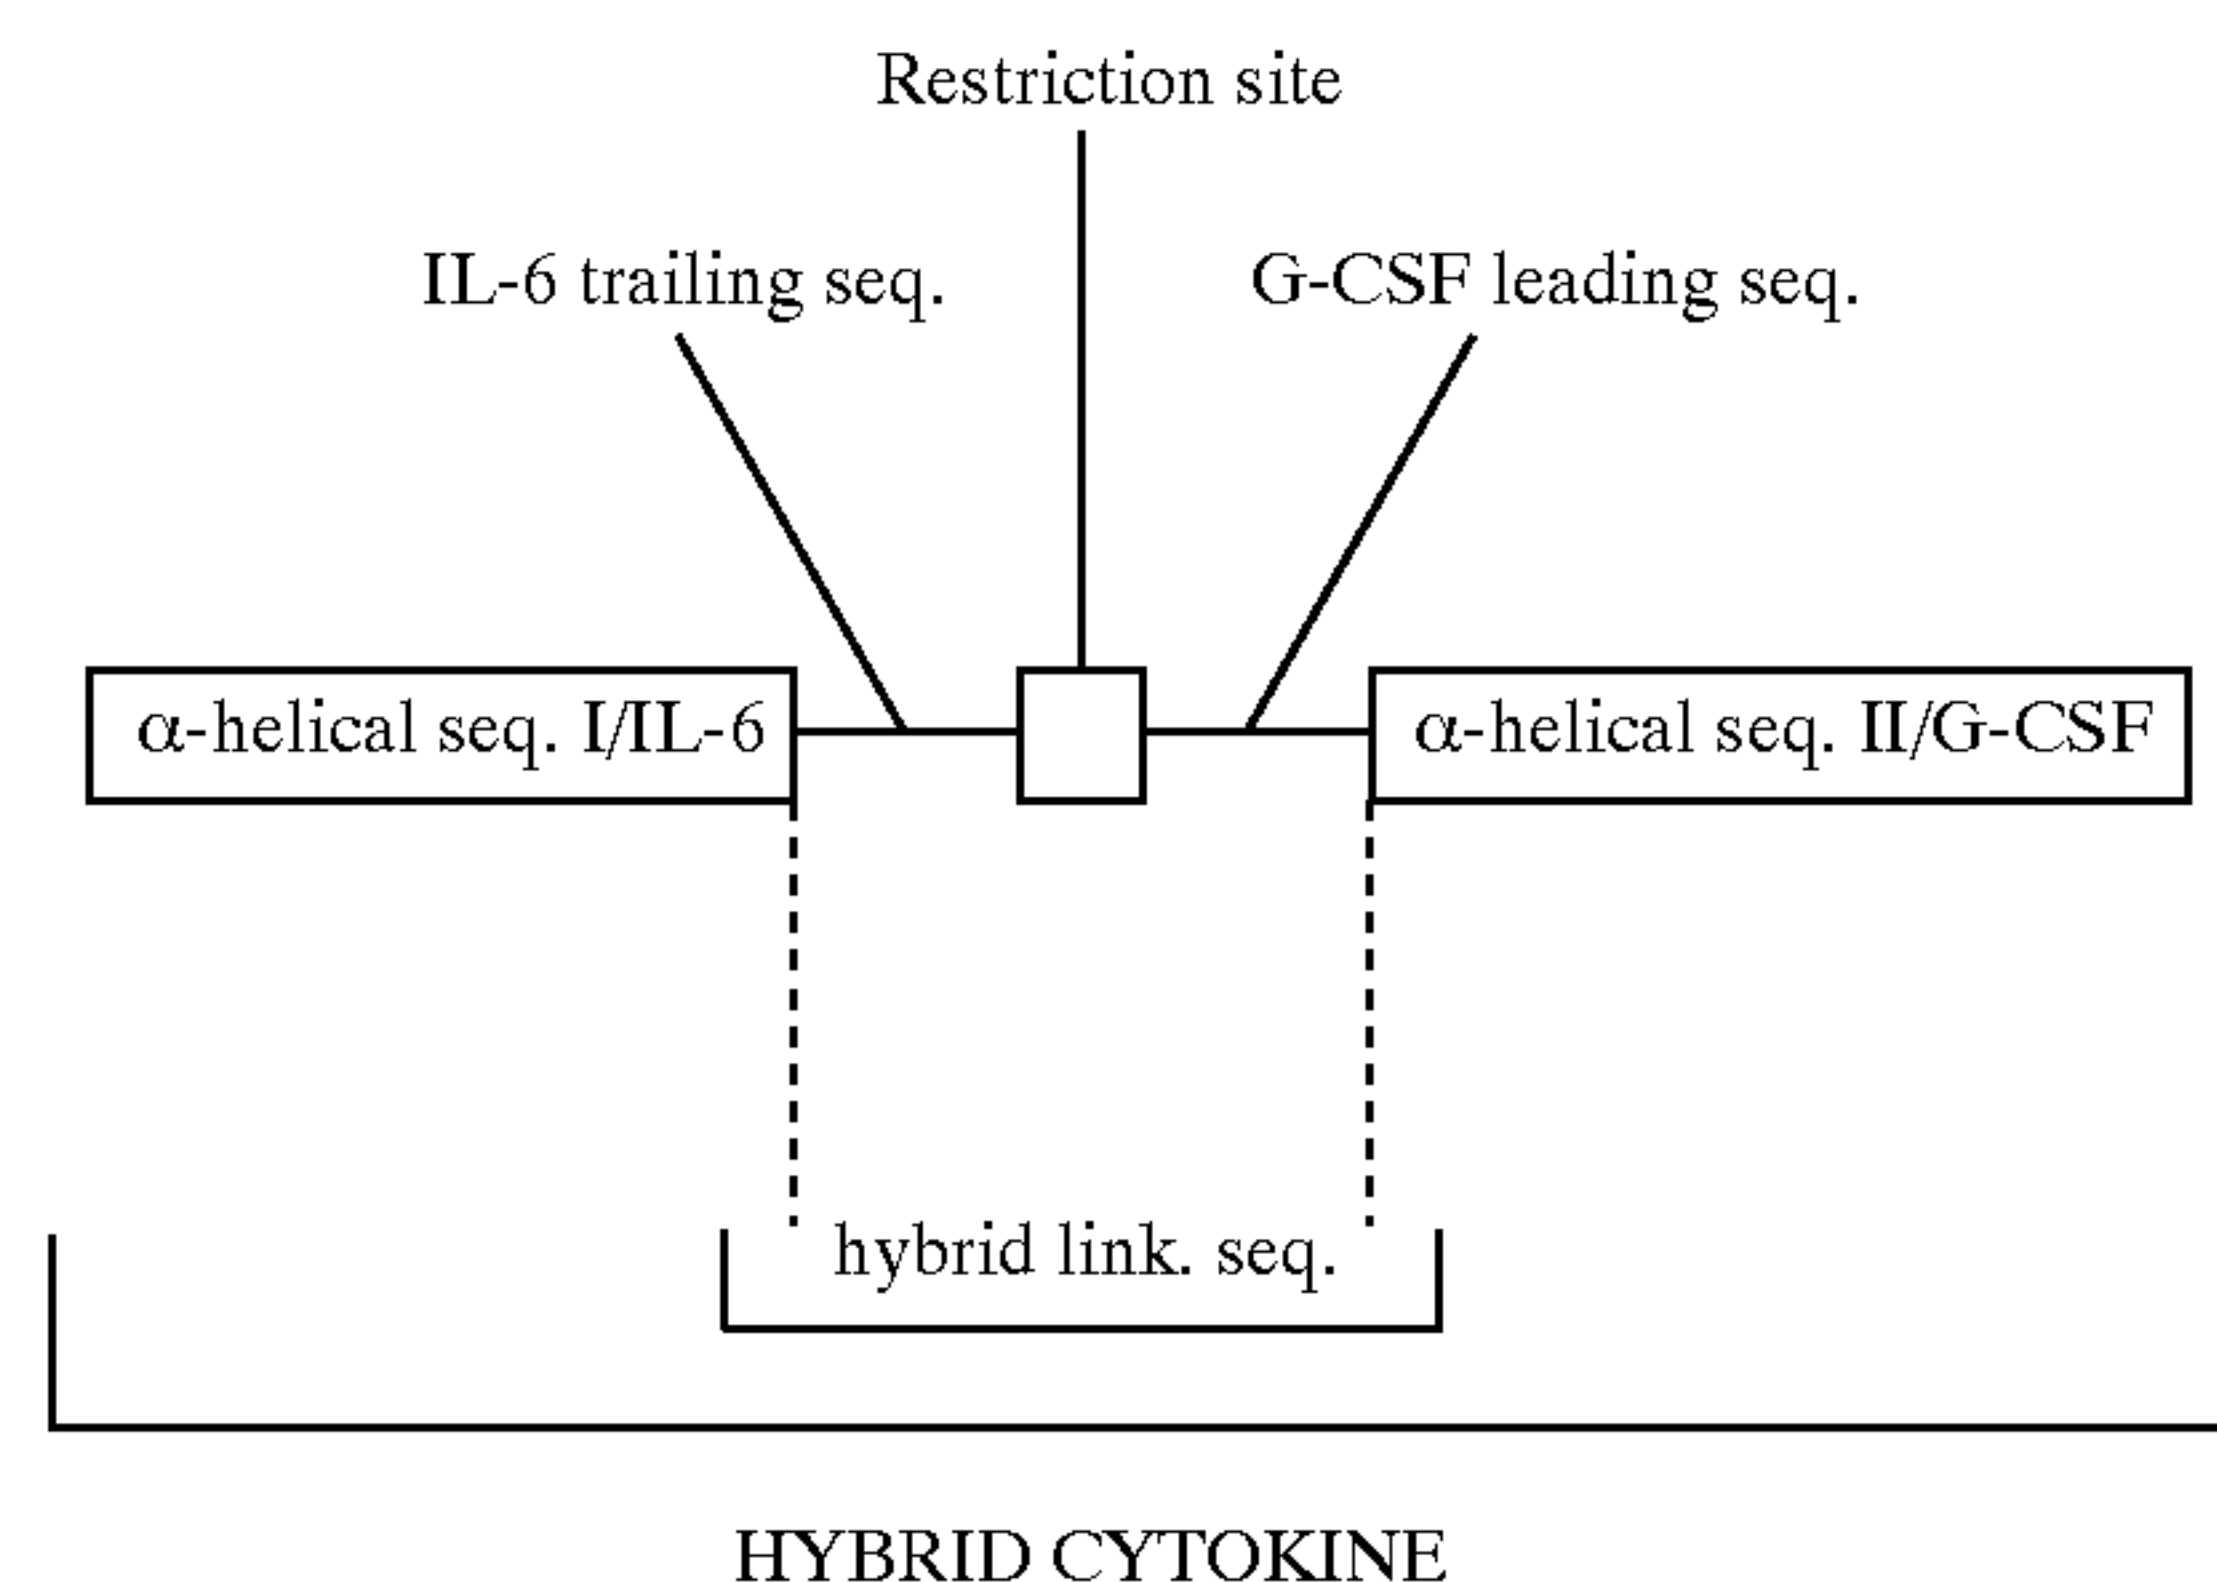 Restriction site
IL-6 trailing seq.
G-CSF leading seq.
α-helical seq. I/IL-6
α-helical seq. II/G-CSF
hybrid link. seq.
HYBRID CYTOKINE